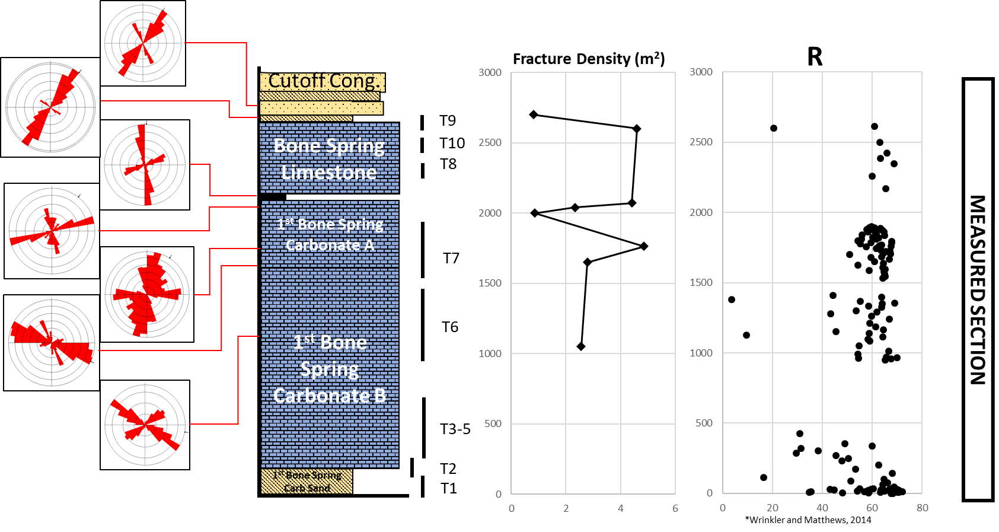 Cutoff Cong.
Bone Spring
Limestone
1st Bone Spring
Carbonate A
1st Bone
Spring
Carbonate B
1st Bone Spring
Carb Sand
T9
T10
T8
T7
T6
T3-5
T2
T1
Fracture Density (m²)
3000
2500
2000
1500
1000
500
0
0 2 4 6
R
3000
2500
2000
1500
1000
500
0
0 20 40 60 80
*Wrinkler and Matthews, 2014
MEASURED SECTION